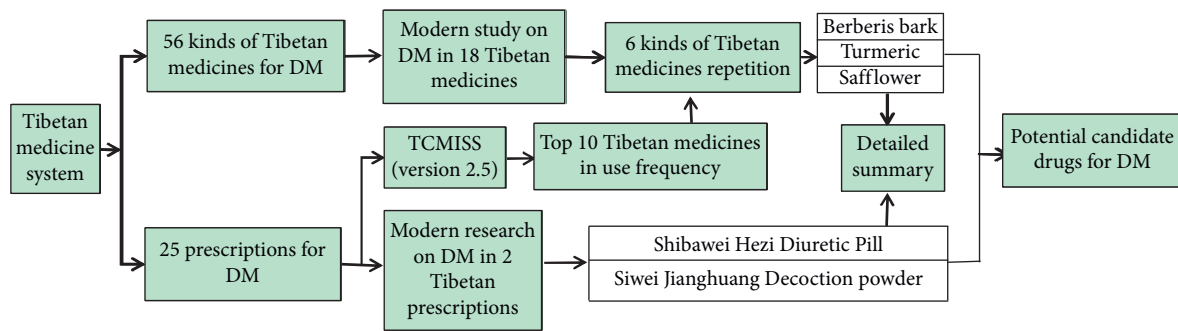 Tibetan
medicine
system
56 kinds of Tibetan
medicines for DM
Modern study on
DM in 18 Tibetan
medicines
6 kinds of Tibetan
medicines repetition
Berberis bark
Turmeric
Safflower
TCMISS
(version 2.5)
Top 10 Tibetan medicines
in use frequency
Detailed
summary
Potential candidate
drugs for DM
25 prescriptions for
DM
Modern research
on DM in 2
Tibetan
prescriptions
Shibawei Hezi Diuretic Pill
Siwei Jianghuang Decoction powder